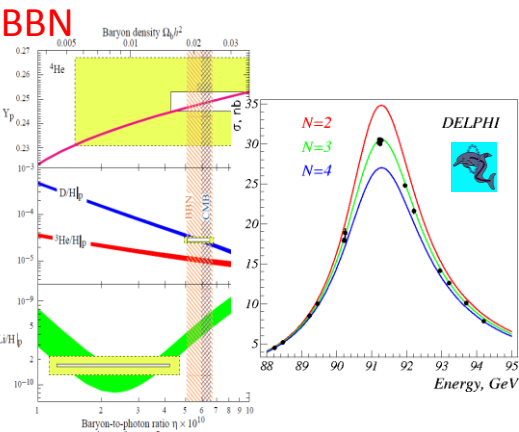 BBN
Baryon density Ω_b h²
0.005 0.01 0.02 0.03
0.27
⁴He
0.26
0.25
Y_p
0.24
0.23
10⁻³
D/H|_p
10⁻⁴
BBN
CMB
³He/H|_p
10⁻⁵
10⁻⁹
5
Li/H|_p
2
10⁻¹⁰
1 2 3 4 5 6 7 8 9 10
Baryon-to-photon ratio η × 10¹⁰
σ, nb
35
30
25
20
15
10
5
N=2
N=3
N=4
DELPHI
88 89 90 91 92 93 94 95
Energy, GeV